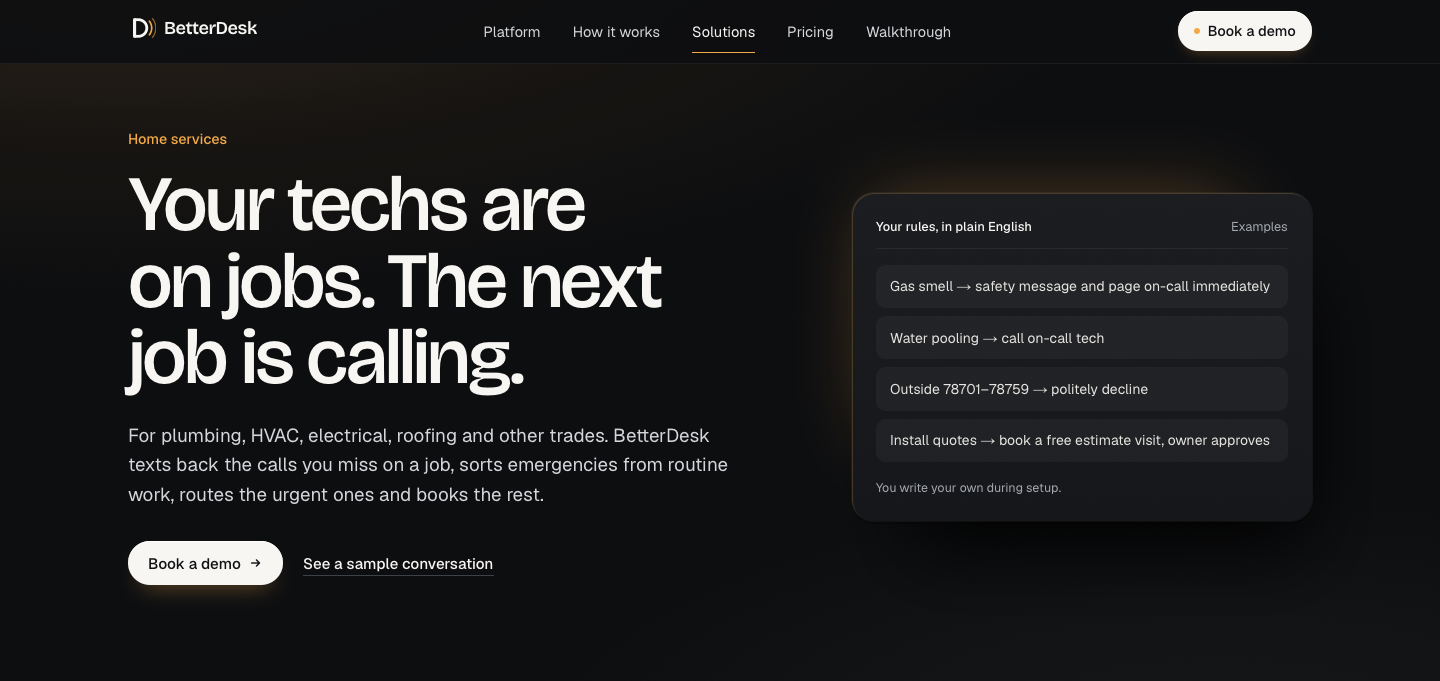 BetterDesk
Platform
How it works
Solutions
Pricing
Walkthrough
Book a demo
Home services
Your techs are
on jobs. The next
job is calling.
For plumbing, HVAC, electrical, roofing and other trades. BetterDesk
texts back the calls you miss on a job, sorts emergencies from routine
work, routes the urgent ones and books the rest.
Book a demo →
See a sample conversation
Your rules, in plain English
Examples
Gas smell → safety message and page on-call immediately
Water pooling → call on-call tech
Outside 78701–78759 → politely decline
Install quotes → book a free estimate visit, owner approves
You write your own during setup.